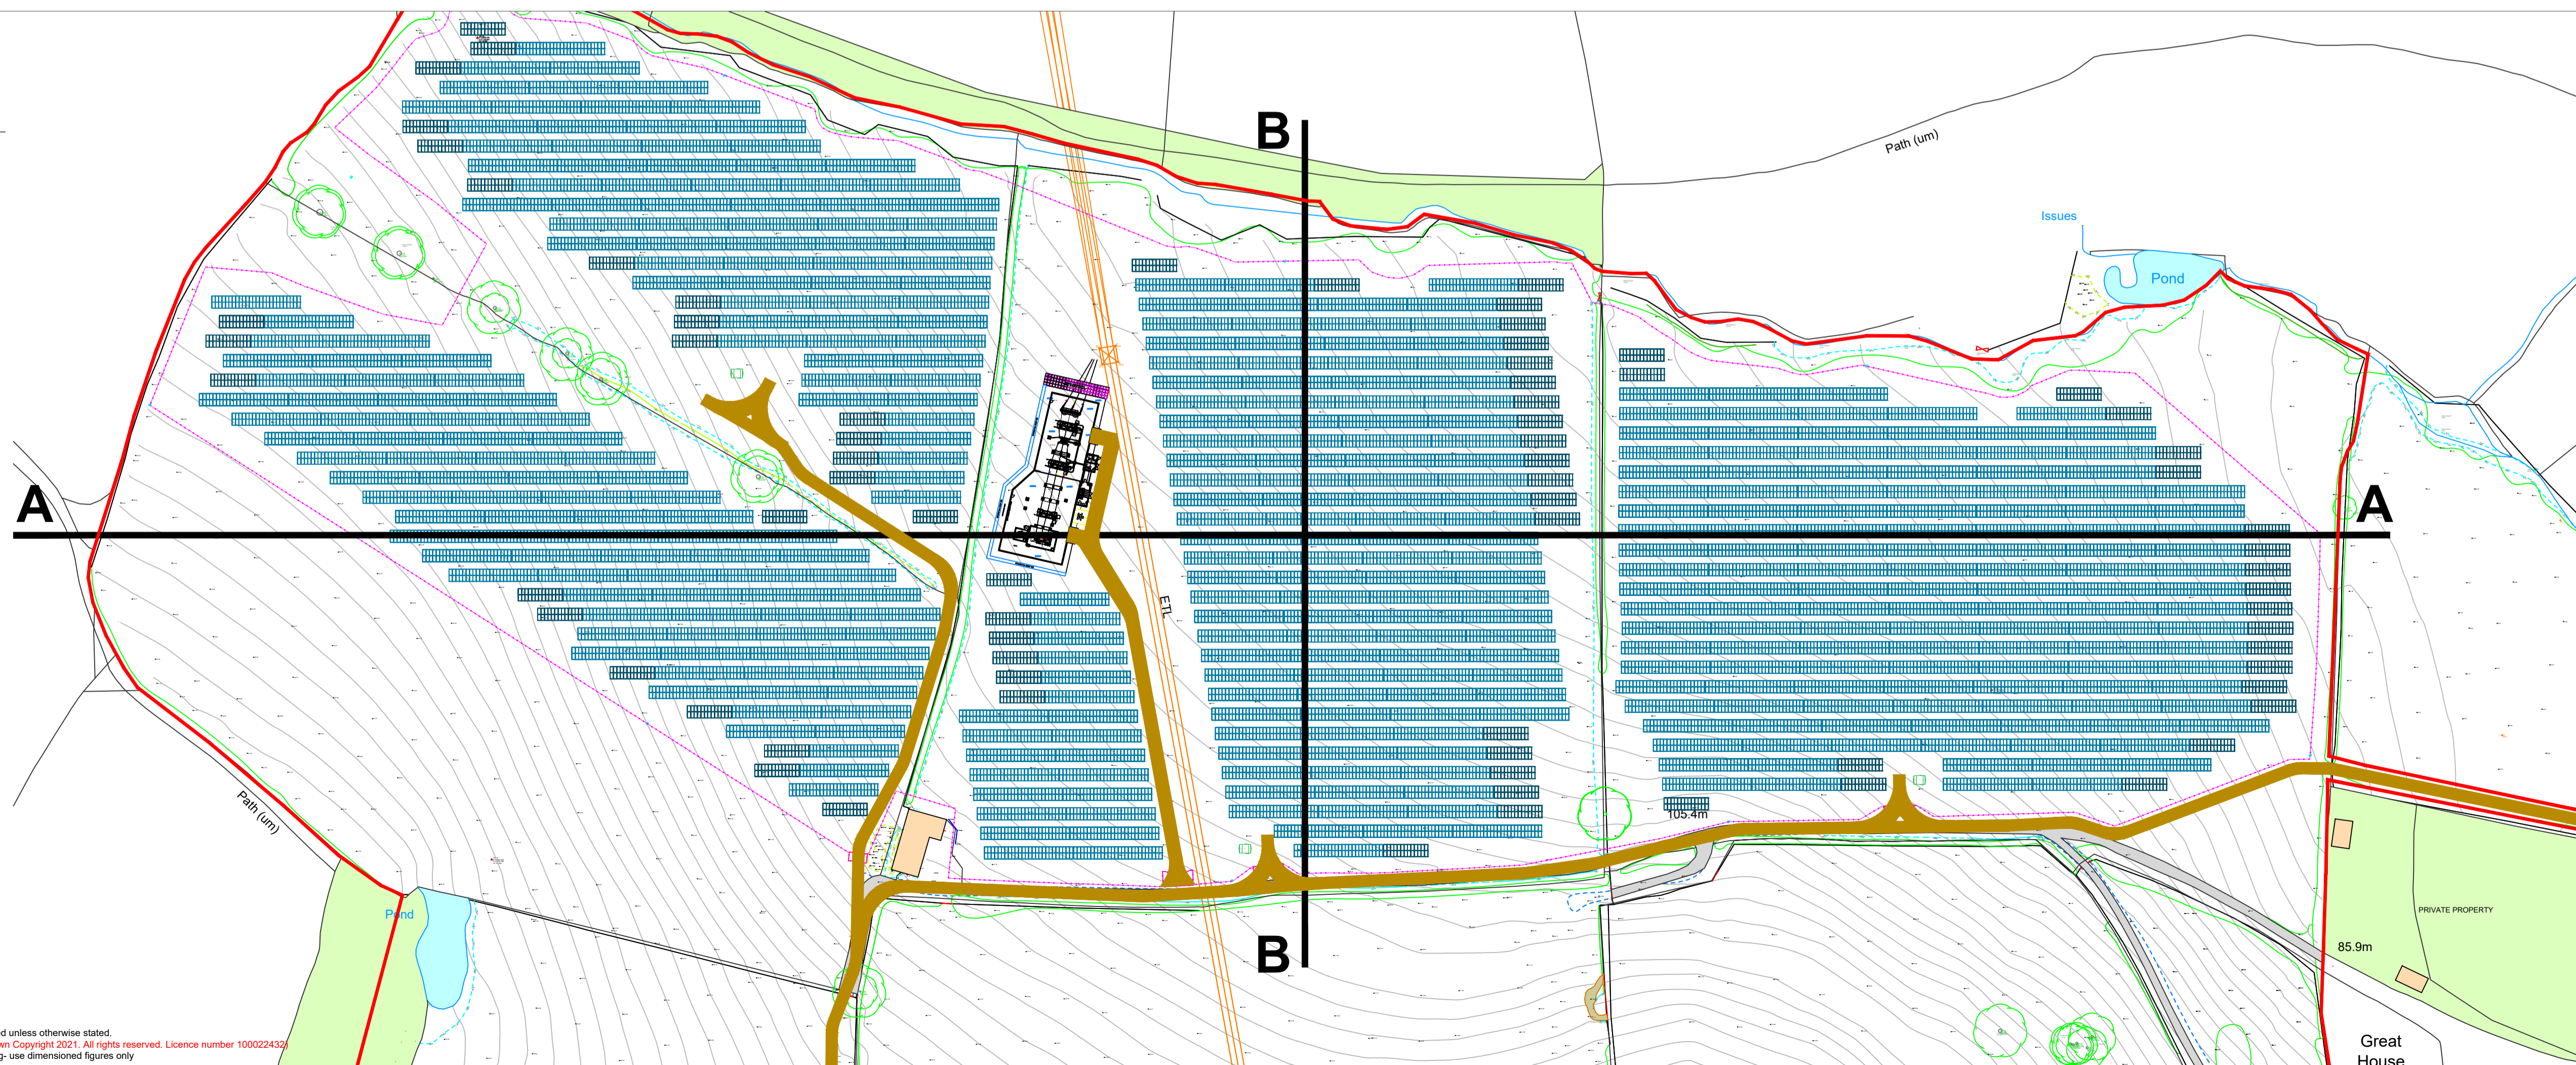 B
Path (um)
Issues
Pond
A
A
ETL
Path (um)
105.4m
Pond
B
PRIVATE PROPERTY
85.9m
ed unless otherwise stated.
wn Copyright 2021. All rights reserved. Licence number 100022432)
g- use dimensioned figures only
Great
House